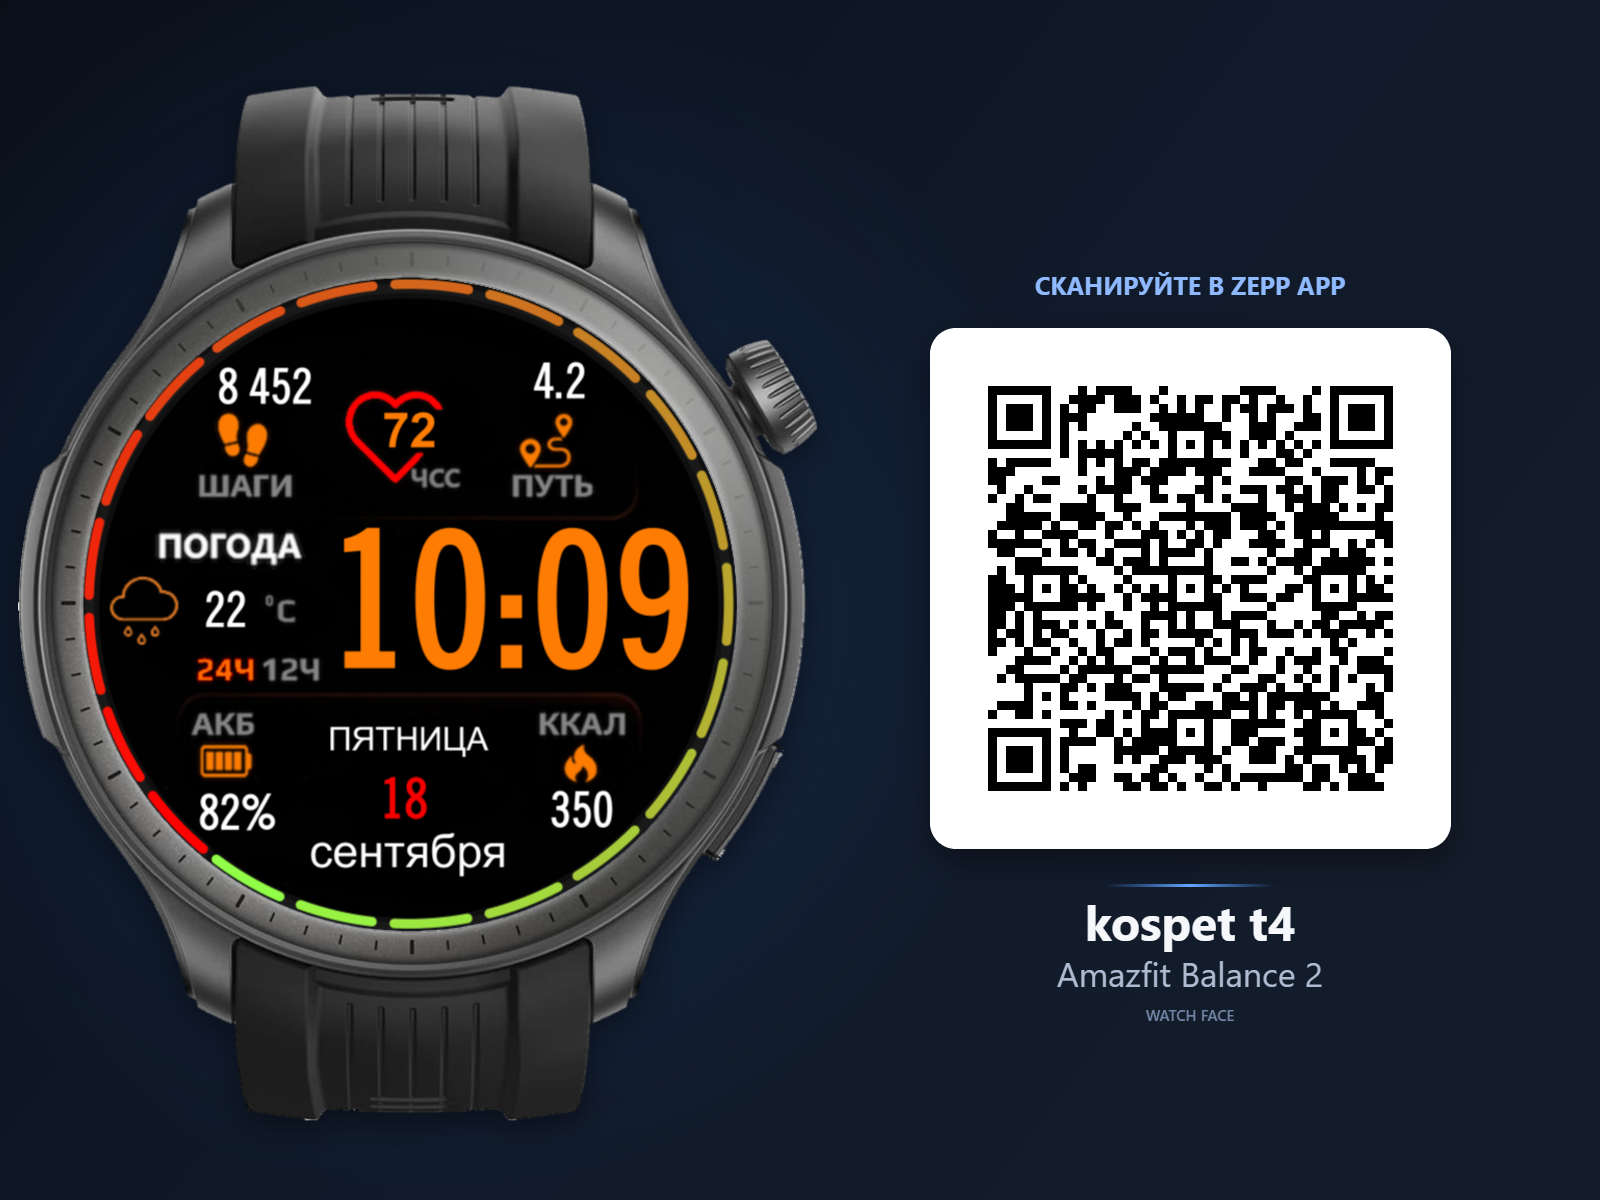 8 452
4.2
72
ЧСС
ШАГИ
ПУТЬ
ПОГОДА
10:09
22 °C
24Ч 12Ч
АКБ
ПЯТНИЦА
ККАЛ
82%
18
350
сентября
СКАНИРУЙТЕ В ZEPP APP
kospet t4
Amazfit Balance 2
WATCH FACE